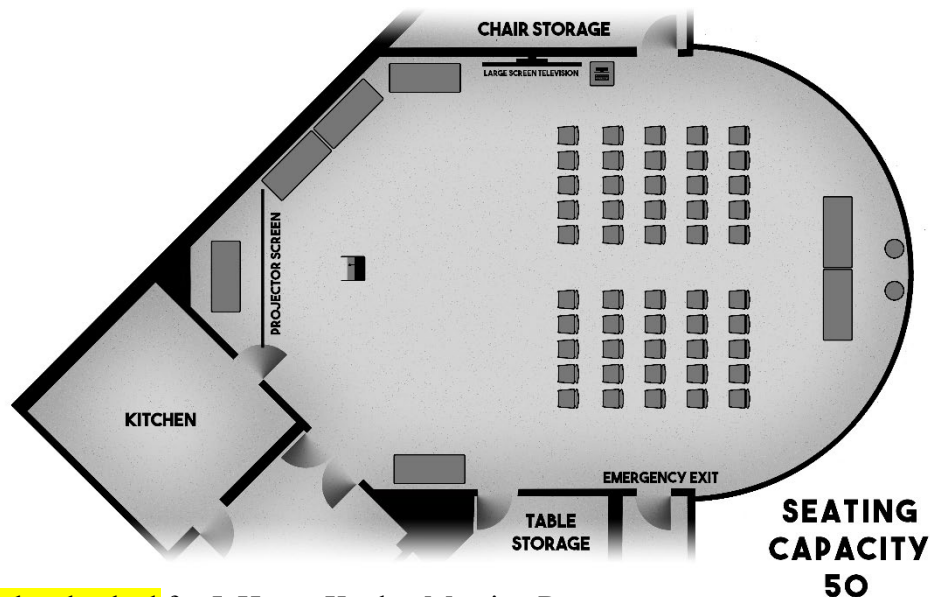 CHAIR STORAGE
LARGE SCREEN TELEVISION
PROJECTOR SCREEN
KITCHEN
EMERGENCY EXIT
TABLE
STORAGE
SEATING
CAPACITY
50